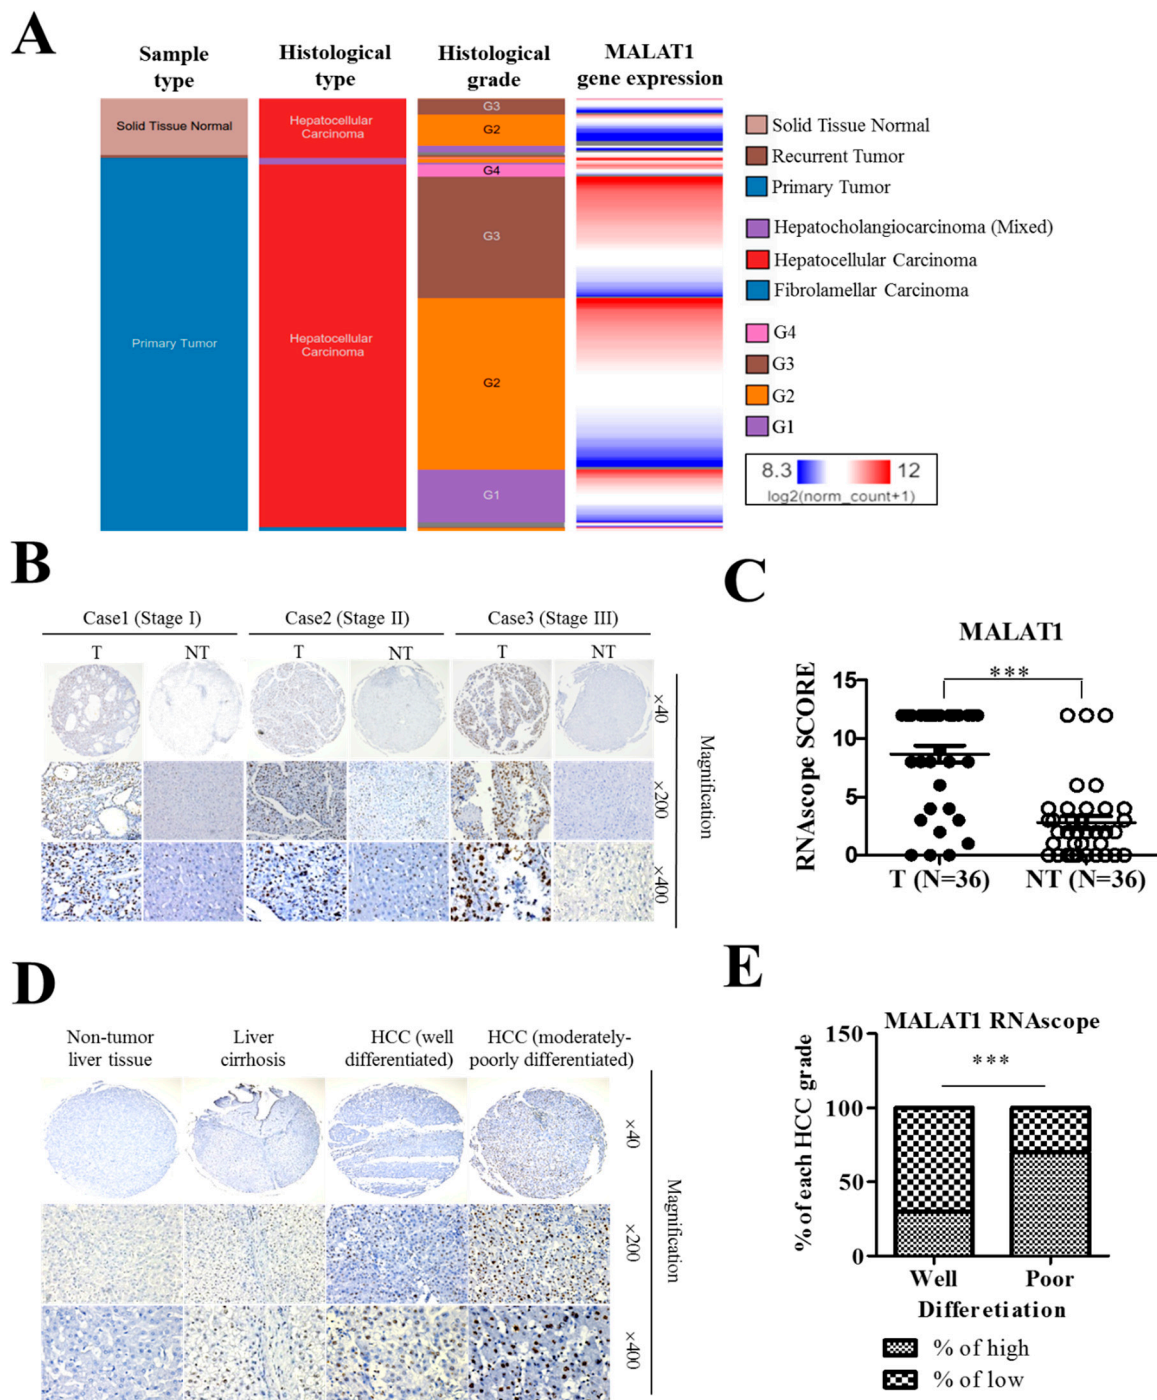 A
Sample
type
Histological
type
Histological
grade
MALAT1
gene expression
Solid Tissue Normal
Hepatocellular
Carcinoma
G3
G2
G4
G3
Primary Tumor
Hepatocellular
Carcinoma
G2
G1
Solid Tissue Normal
Recurrent Tumor
Primary Tumor
Hepatocholangiocarcinoma (Mixed)
Hepatocellular Carcinoma
Fibrolamellar Carcinoma
G4
G3
G2
G1
8.3 12
log2(norm_count+1)
B
Case1 (Stage I) Case2 (Stage II) Case3 (Stage III)
T NT T NT T NT
×40
×200
×400
Magnification
C
MALAT1
***
RNAscope SCORE
15
10
5
0
T (N=36) NT (N=36)
D
Non-tumor
liver tissue
Liver
cirrhosis
HCC (well
differentiated)
HCC (moderately-
poorly differentiated)
×40
×200
×400
Magnification
E
MALAT1 RNAscope
***
% of each HCC grade
150
100
50
0
Well Poor
Differetiation
% of high
% of low